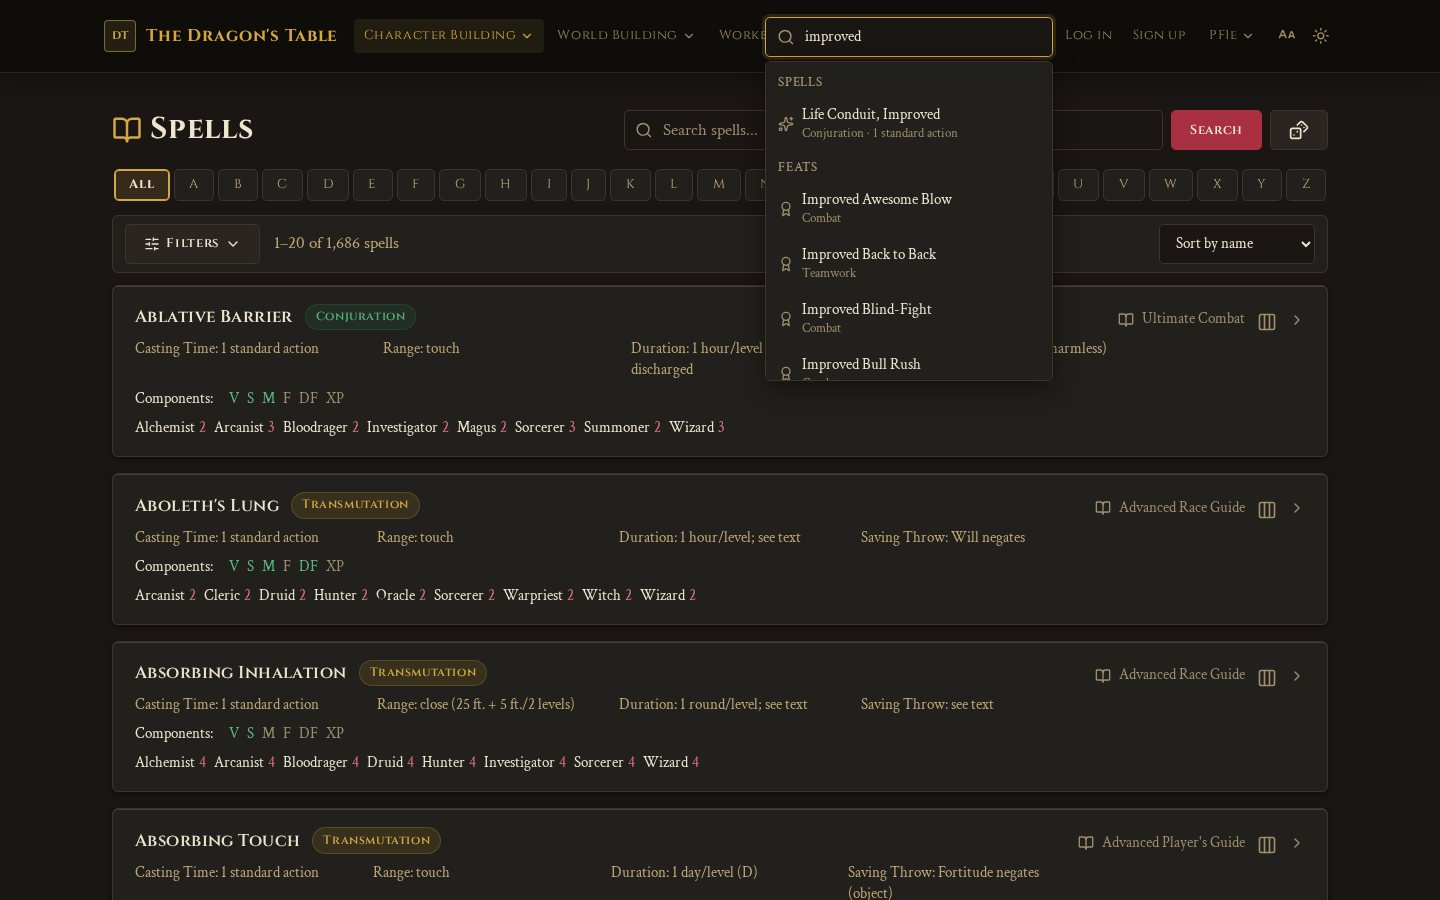 DT The Dragon's Table Character Building World Building Worke improved Log in Sign up PF1e AA
SPELLS
Life Conduit, Improved
Conjuration · 1 standard action
FEATS
Improved Awesome Blow
Combat
Improved Back to Back
Teamwork
Improved Blind-Fight
Combat
Improved Bull Rush
Spells Search spells... Search
All A B C D E F G H I J K L M U V W X Y Z
Filters 1–20 of 1,686 spells Sort by name
Ablative Barrier Conjuration Ultimate Combat
Casting Time: 1 standard action Range: touch Duration: 1 hour/level harmless)
discharged
Components: V S M F DF XP
Alchemist 2 Arcanist 3 Bloodrager 2 Investigator 2 Magus 2 Sorcerer 3 Summoner 2 Wizard 3
Aboleth's Lung Transmutation Advanced Race Guide
Casting Time: 1 standard action Range: touch Duration: 1 hour/level; see text Saving Throw: Will negates
Components: V S M F DF XP
Arcanist 2 Cleric 2 Druid 2 Hunter 2 Oracle 2 Sorcerer 2 Warpriest 2 Witch 2 Wizard 2
Absorbing Inhalation Transmutation Advanced Race Guide
Casting Time: 1 standard action Range: close (25 ft. + 5 ft./2 levels) Duration: 1 round/level; see text Saving Throw: see text
Components: V S M F DF XP
Alchemist 4 Arcanist 4 Bloodrager 4 Druid 4 Hunter 4 Investigator 4 Sorcerer 4 Wizard 4
Absorbing Touch Transmutation Advanced Player's Guide
Casting Time: 1 standard action Range: touch Duration: 1 day/level (D) Saving Throw: Fortitude negates
(object)